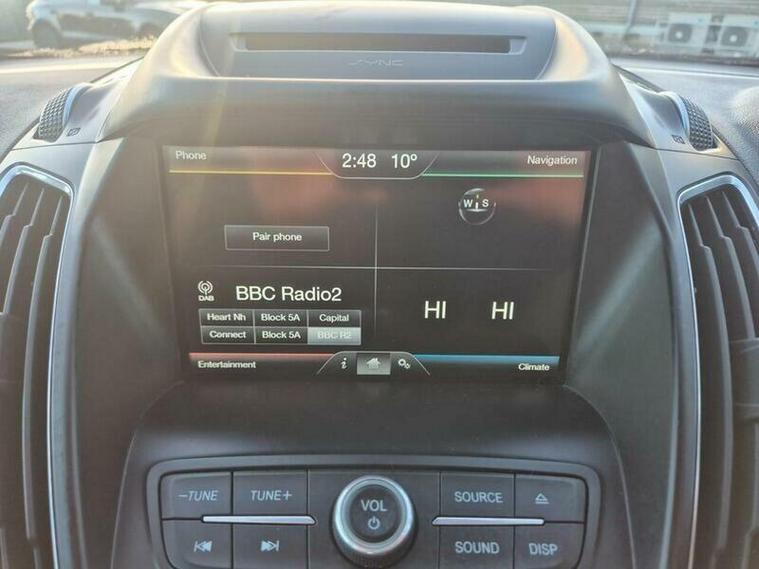 SYNC
Phone
2:48 10°
Navigation
W S
Pair phone
DAB
BBC Radio2
Heart Nh Block 5A Capital
Connect Block 5A BBC R2
HI HI
Entertainment
i
Climate
-TUNE TUNE+
VOL
SOURCE
SOUND DISP